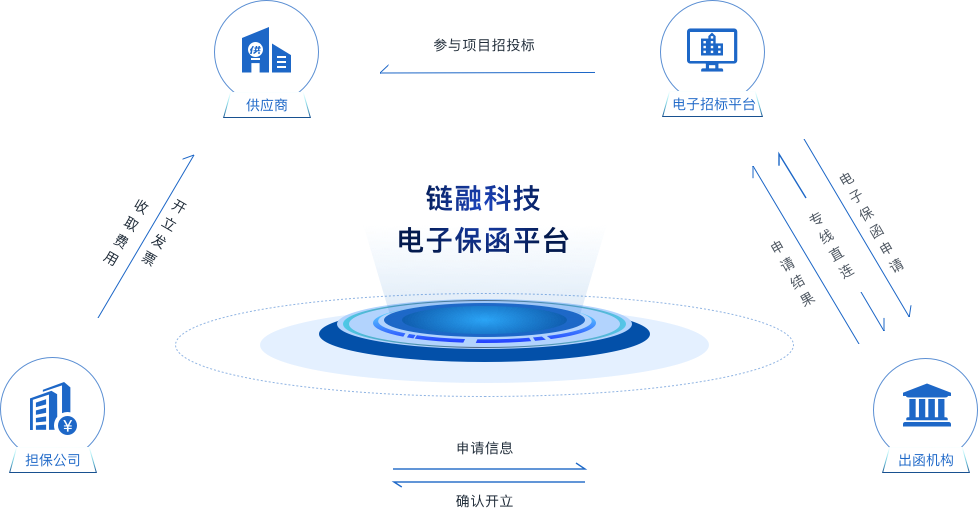 参与项目招投标
供
供应商
电子招标平台
链融科技
电子保函平台
收取费用
开立发票
电子保函申请
专线直连
申请结果
¥
担保公司
出函机构
申请信息
确认开立